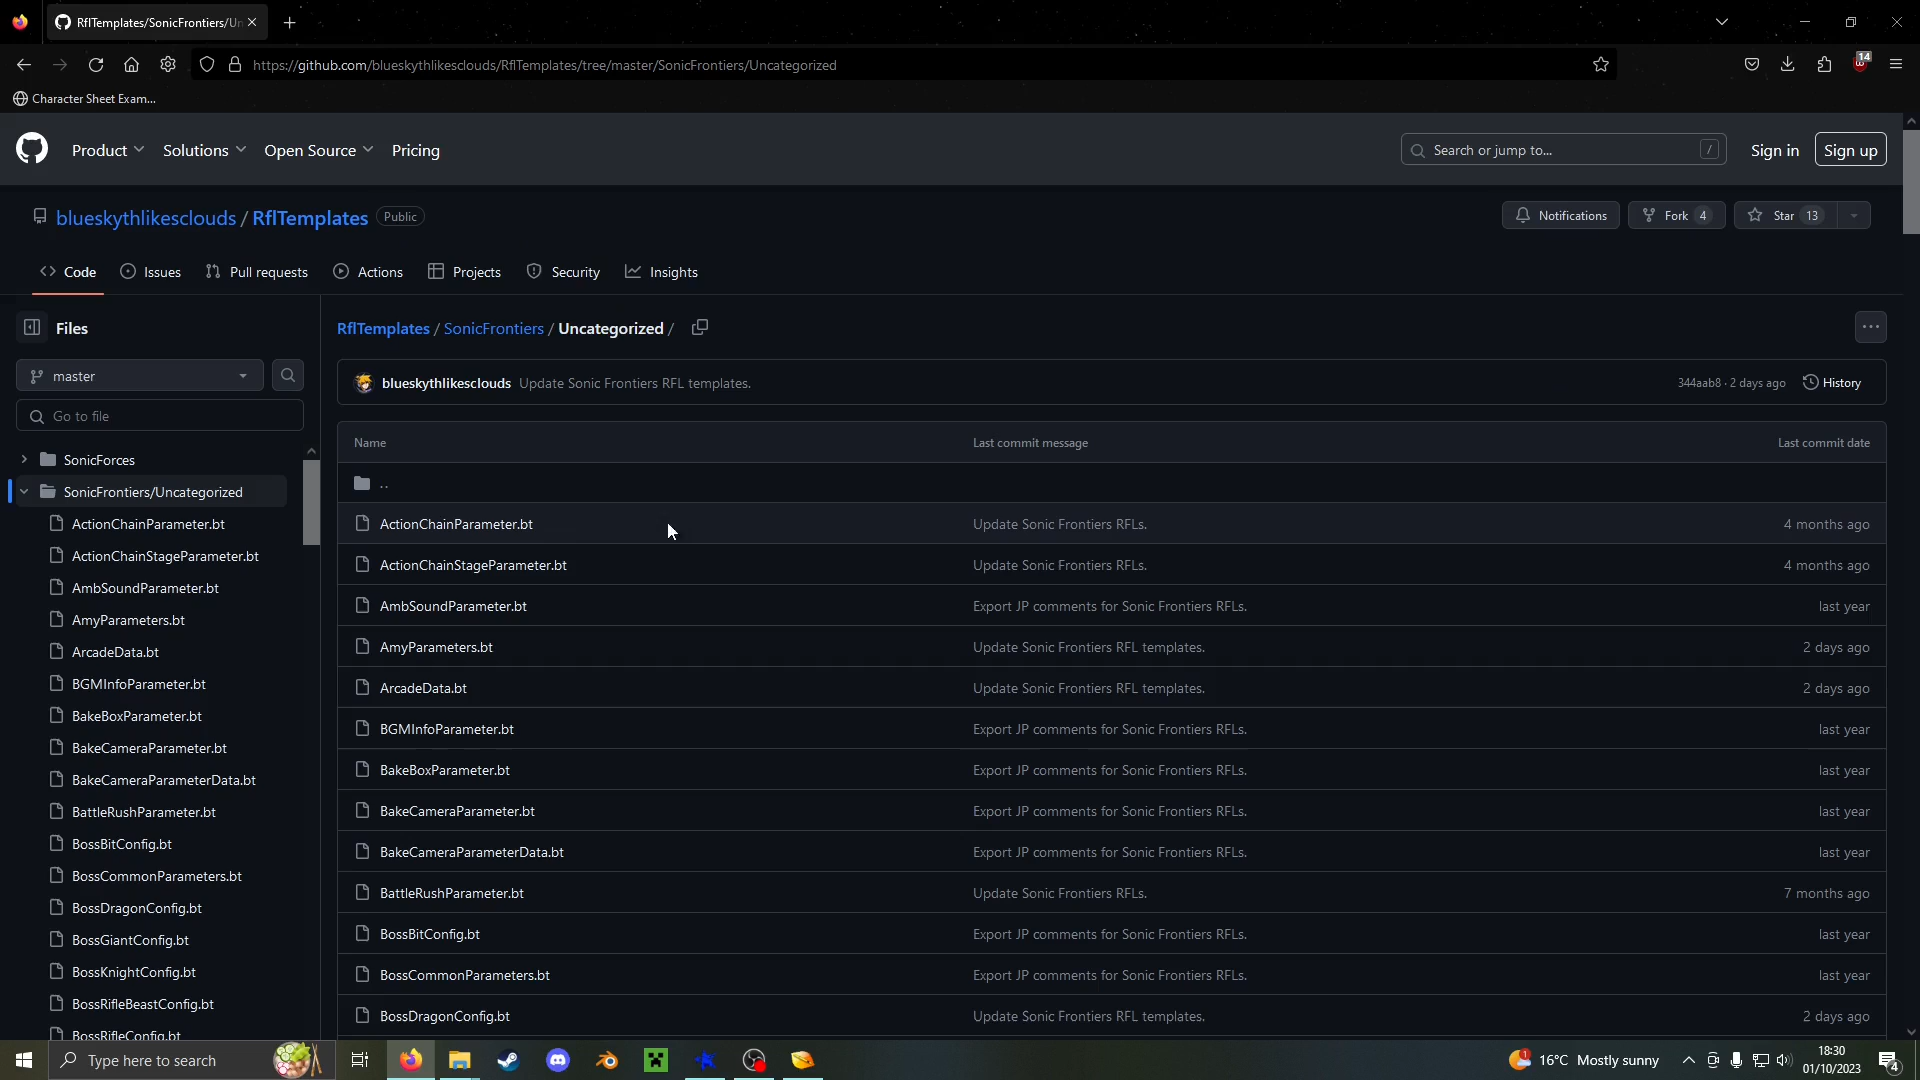 RflTemplates/SonicFrontiers/Un
https://github.com/blueskythlikesclouds/RflTemplates/tree/master/SonicFrontiers/Uncategorized
14
Character Sheet Exam...
Product
Solutions
Open Source
Pricing
Search or jump to...
/
Sign in
Sign up
blueskythlikesclouds / RflTemplates
Public
Notifications
Fork 4
Star 13
Code
Issues
Pull requests
Actions
Projects
Security
Insights
Files
master
Go to file
SonicForces
SonicFrontiers/Uncategorized
ActionChainParameter.bt
ActionChainStageParameter.bt
AmbSoundParameter.bt
AmyParameters.bt
ArcadeData.bt
BGMInfoParameter.bt
BakeBoxParameter.bt
BakeCameraParameter.bt
BakeCameraParameterData.bt
BattleRushParameter.bt
BossBitConfig.bt
BossCommonParameters.bt
BossDragonConfig.bt
BossGiantConfig.bt
BossKnightConfig.bt
BossRifleBeastConfig.bt
BossRifleConfig.bt
RflTemplates / SonicFrontiers / Uncategorized /
blueskythlikesclouds Update Sonic Frontiers RFL templates.
344aab8 · 2 days ago
History
Name Last commit message Last commit date
..
ActionChainParameter.bt Update Sonic Frontiers RFLs. 4 months ago
ActionChainStageParameter.bt Update Sonic Frontiers RFLs. 4 months ago
AmbSoundParameter.bt Export JP comments for Sonic Frontiers RFLs. last year
AmyParameters.bt Update Sonic Frontiers RFL templates. 2 days ago
ArcadeData.bt Update Sonic Frontiers RFL templates. 2 days ago
BGMInfoParameter.bt Export JP comments for Sonic Frontiers RFLs. last year
BakeBoxParameter.bt Export JP comments for Sonic Frontiers RFLs. last year
BakeCameraParameter.bt Export JP comments for Sonic Frontiers RFLs. last year
BakeCameraParameterData.bt Export JP comments for Sonic Frontiers RFLs. last year
BattleRushParameter.bt Update Sonic Frontiers RFLs. 7 months ago
BossBitConfig.bt Export JP comments for Sonic Frontiers RFLs. last year
BossCommonParameters.bt Export JP comments for Sonic Frontiers RFLs. last year
BossDragonConfig.bt Update Sonic Frontiers RFL templates. 2 days ago
Type here to search
16°C Mostly sunny
18:30
01/10/2023
4